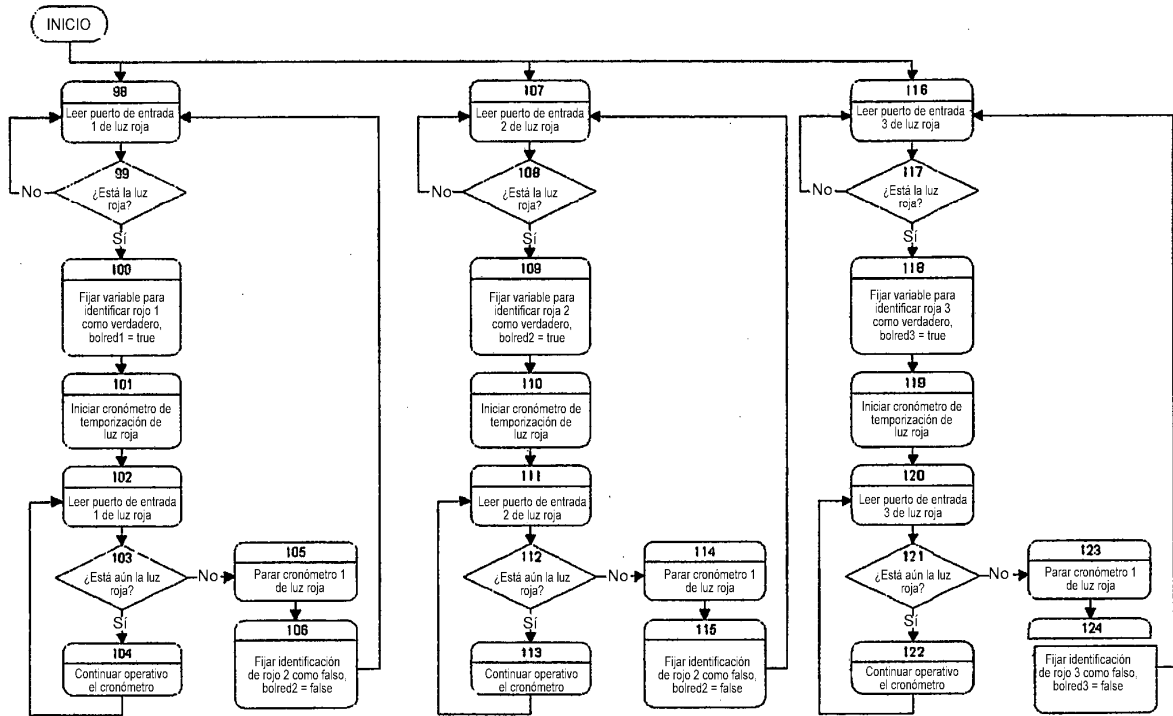 INICIO
98
Leer puerto de entrada
1 de luz roja
99
¿Está la luz
roja?
No
Sí
100
Fijar variable para
identificar rojo 1
como verdadero,
bolred1 = true
101
Iniciar cronómetro de
temporización de
luz roja
102
Leer puerto de entrada
1 de luz roja
103
¿Está aún la luz
roja?
No
Sí
104
Continuar operativo
el cronómetro
105
Parar cronómetro 1
de luz roja
106
Fijar identificación
de rojo 2 como falso,
bolred2 = false
107
Leer puerto de entrada
2 de luz roja
108
¿Está la luz
roja?
No
Sí
109
Fijar variable para
identificar roja 2
como verdadero,
bolred2 = true
110
Iniciar cronómetro de
temporización de
luz roja
111
Leer puerto de entrada
2 de luz roja
112
¿Está aún la luz
roja?
No
Sí
113
Continuar operativo
el cronómetro
114
Parar cronómetro 1
de luz roja
115
Fijar identificación
de rojo 2 como falso,
bolred2 = false
116
Leer puerto de entrada
3 de luz roja
117
¿Está la luz
roja?
No
Sí
118
Fijar variable para
identificar roja 3
como verdadero,
bolred3 = true
119
Iniciar cronómetro de
temporización de
luz roja
120
Leer puerto de entrada
3 de luz roja
121
¿Está aún la luz
roja?
No
Sí
122
Continuar operativo
el cronómetro
123
Parar cronómetro 1
de luz roja
124
Fijar identificación
de rojo 3 como falso,
bolred3 = false